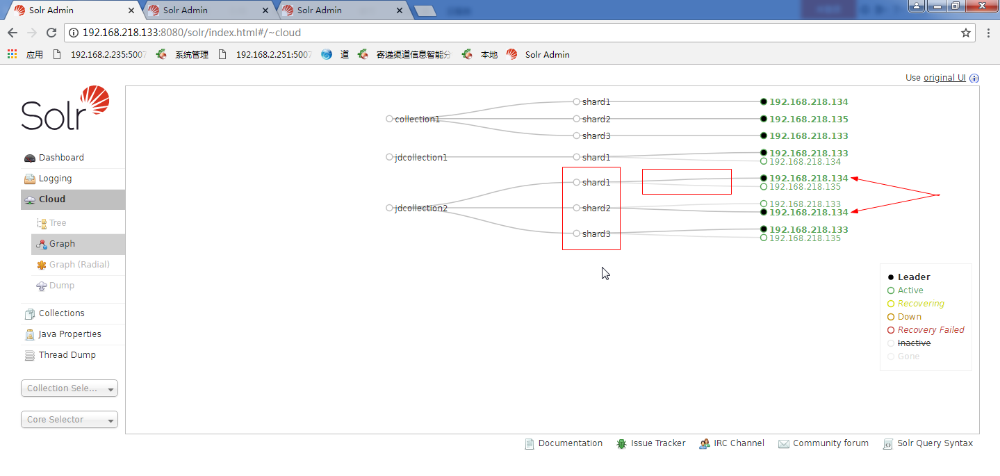 Solr Admin Solr Admin Solr Admin
192.168.218.133:8080/solr/index.html#/~cloud
应用 192.168.2.235:5007 系统管理 192.168.2.251:5007 道 寄递渠道信息智能分 本地 Solr Admin
Use original UI
Solr
Dashboard
Logging
Cloud
Tree
Graph
Graph (Radial)
Dump
Collections
Java Properties
Thread Dump
Collection Sele...
Core Selector
collection1
shard1 192.168.218.134
shard2 192.168.218.135
shard3 192.168.218.133
jdcollection1
shard1 192.168.218.133
192.168.218.134
jdcollection2
shard1 192.168.218.134
192.168.218.135
shard2 192.168.218.133
192.168.218.134
shard3 192.168.218.133
192.168.218.135
Leader
Active
Recovering
Down
Recovery Failed
Inactive
Gone
Documentation Issue Tracker IRC Channel Community forum Solr Query Syntax